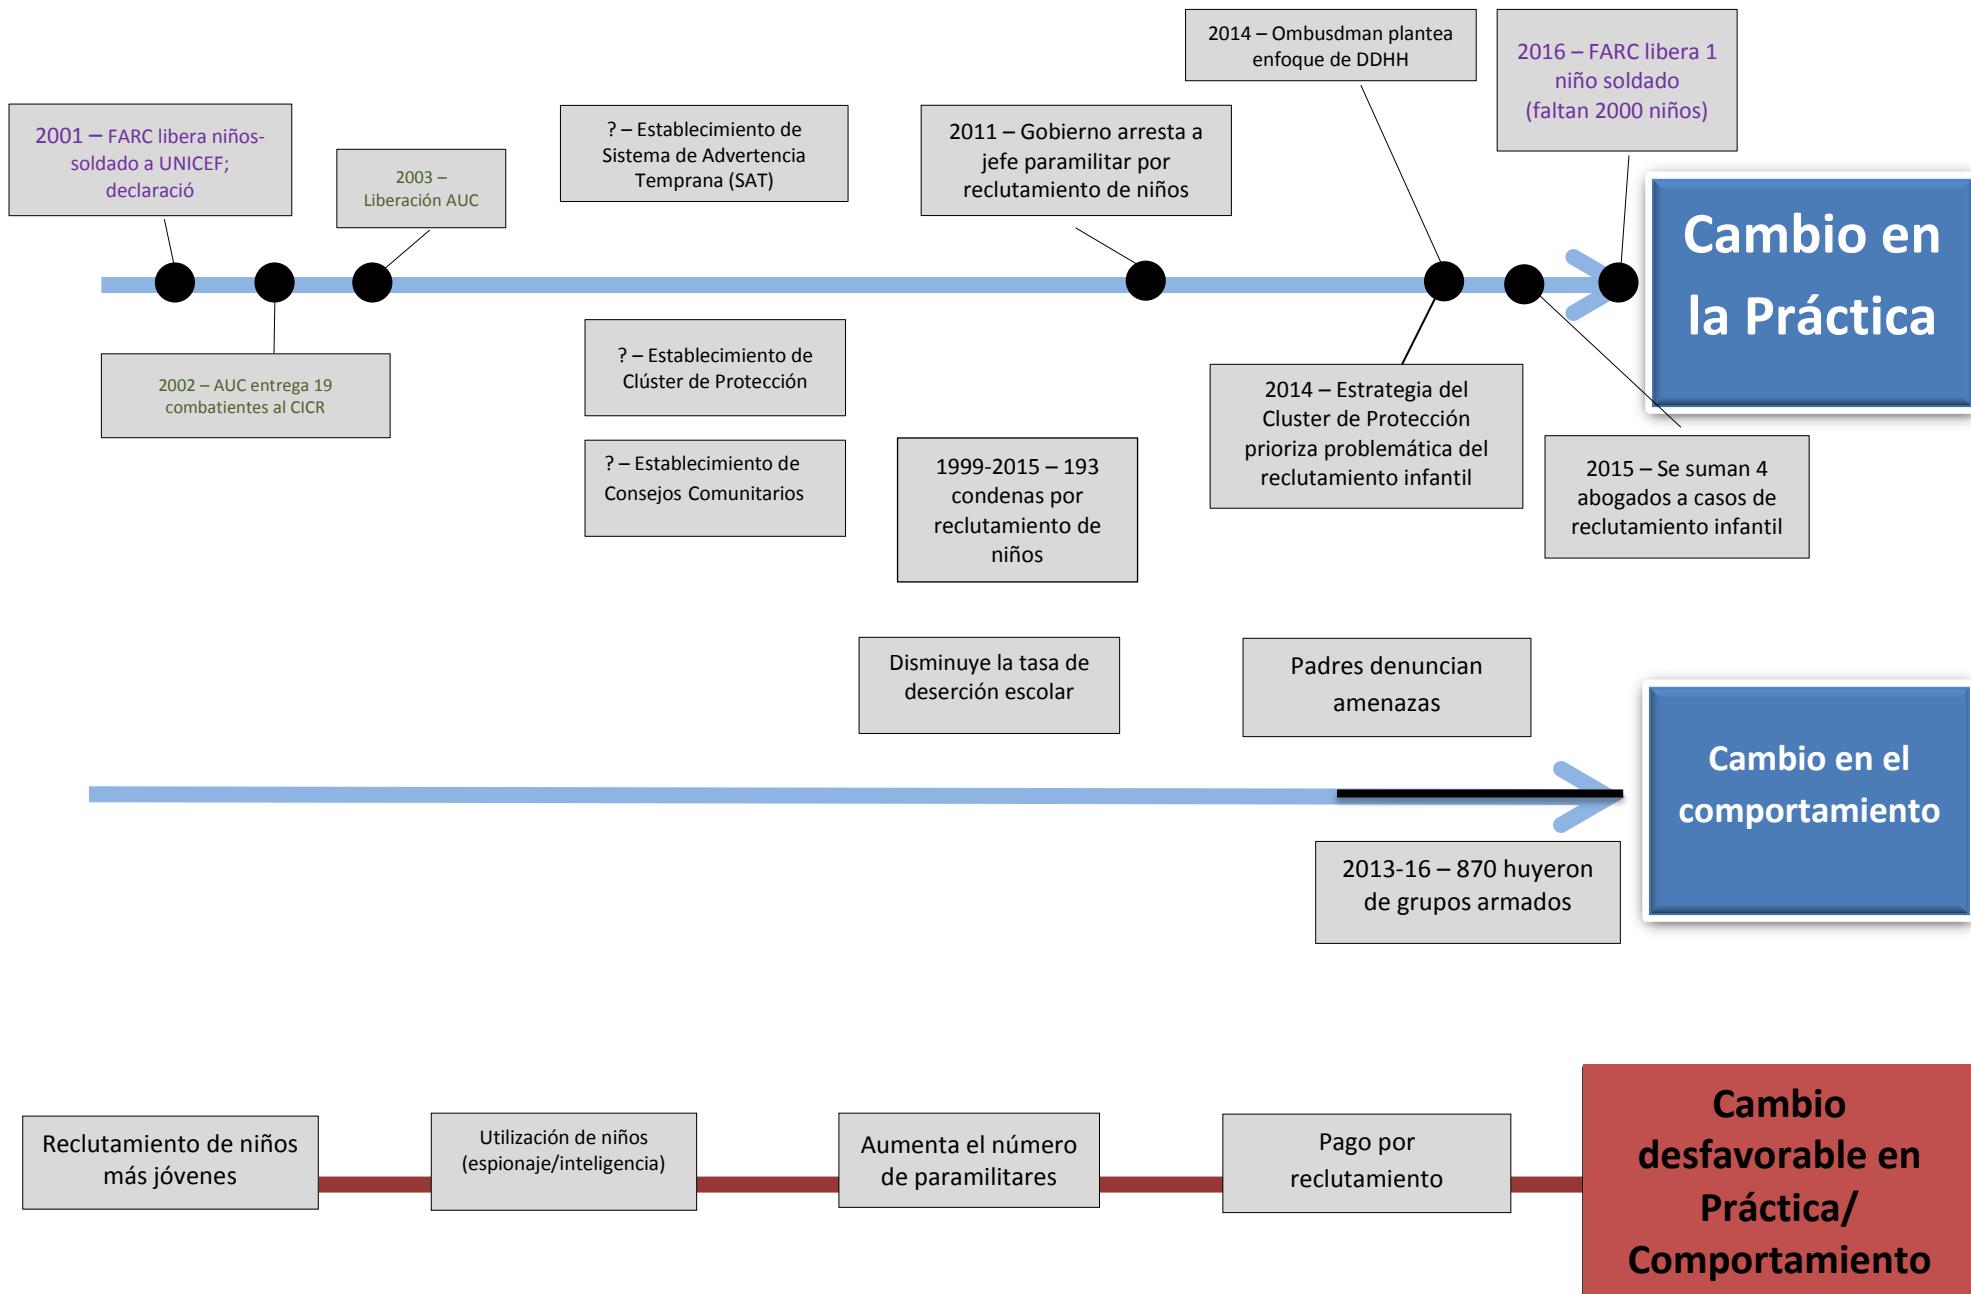 2014 – Ombusdman plantea
enfoque de DDHH
2016 – FARC libera 1
niño soldado
(faltan 2000 niños)
2001 – FARC libera niños-
soldado a UNICEF;
declaració
2003 –
Liberación AUC
? – Establecimiento de
Sistema de Advertencia
Temprana (SAT)
2011 – Gobierno arresta a
jefe paramilitar por
reclutamiento de niños
Cambio en
la Práctica
2002 – AUC entrega 19
combatientes al CICR
? – Establecimiento de
Clúster de Protección
? – Establecimiento de
Consejos Comunitarios
1999-2015 – 193
condenas por
reclutamiento de
niños
2014 – Estrategia del
Cluster de Protección
prioriza problemática del
reclutamiento infantil
2015 – Se suman 4
abogados a casos de
reclutamiento infantil
Disminuye la tasa de
deserción escolar
Padres denuncian
amenazas
Cambio en el
comportamiento
2013-16 – 870 huyeron
de grupos armados
Reclutamiento de niños
más jóvenes
Utilización de niños
(espionaje/inteligencia)
Aumenta el número
de paramilitares
Pago por
reclutamiento
Cambio
desfavorable en
Práctica/
Comportamiento